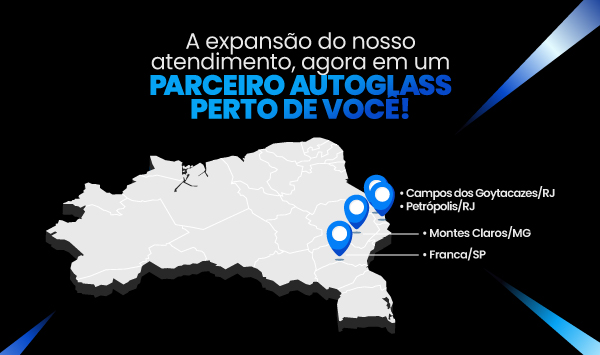 A expansão do nosso
atendimento, agora em um
PARCEIRO AUTOGLASS
PERTO DE VOCÊ!
• Campos dos Goytacazes/RJ
• Petrópolis/RJ
• Montes Claros/MG
• Franca/SP